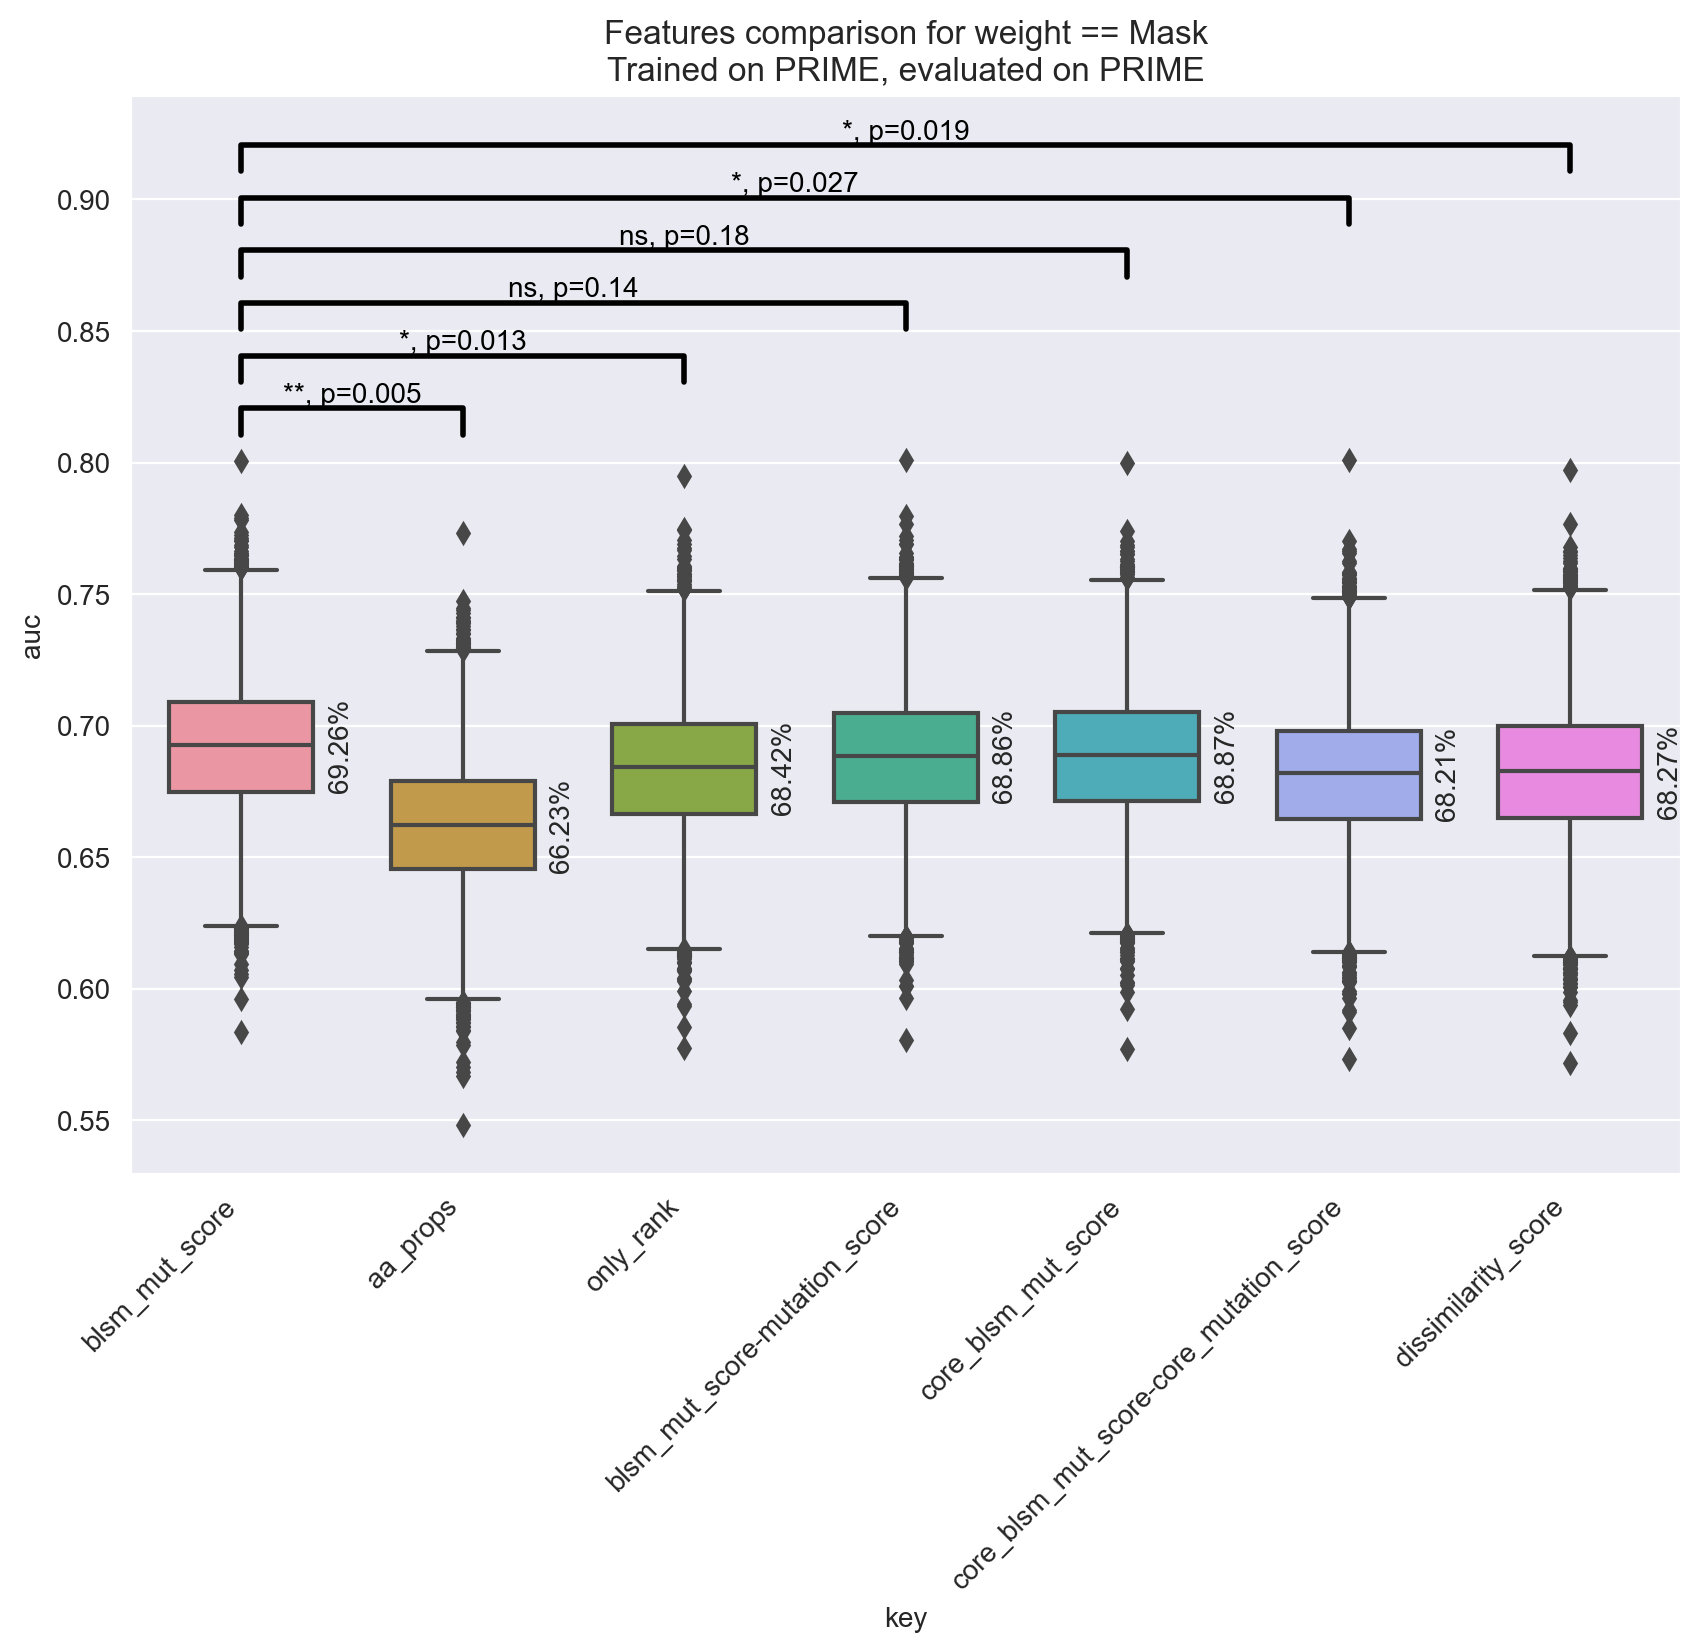 Features comparison for weight == Mask
Trained on PRIME, evaluated on PRIME
*, p=0.019
*, p=0.027
ns, p=0.18
ns, p=0.14
*, p=0.013
**, p=0.005
0.90
0.85
0.80
0.75
0.70
0.65
0.60
0.55
auc
69.26%
66.23%
68.42%
68.86%
68.87%
68.21%
68.27%
blsm_mut_score
aa_props
only_rank
blsm_mut_score-mutation_score
core_blsm_mut_score
core_blsm_mut_score-core_mutation_score
dissimilarity_score
key